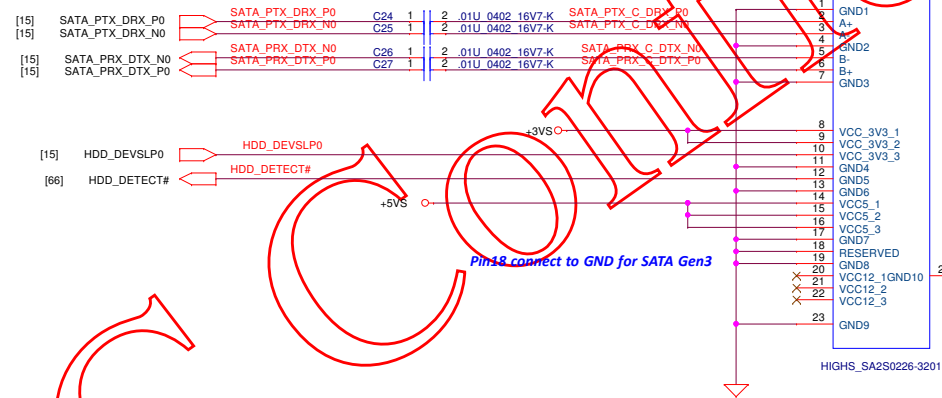 [15] SATA_PTX_DRX_P0 SATA_PTX_DRX_P0 C24 1 2 .01U_0402_16V7-K SATA_PTX_C_DRX_P0 1 GND1
[15] SATA_PTX_DRX_N0 SATA_PTX_DRX_N0 C25 1 2 .01U_0402_16V7-K SATA_PTX_C_DRX_N0 2 A+
3 A-
4 GND2
[15] SATA_PRX_DTX_N0 SATA_PRX_DTX_N0 C26 1 2 .01U_0402_16V7-K SATA_PRX_C_DTX_N0 5 B-
[15] SATA_PRX_DTX_P0 SATA_PRX_DTX_P0 C27 1 2 .01U_0402_16V7-K SATA_PRX_C_DTX_P0 6 B+
7 GND3
+3VS 8 VCC_3V3_1
9 VCC_3V3_2
[15] HDD_DEVSLP0 HDD_DEVSLP0 10 VCC_3V3_3
11 GND4
[66] HDD_DETECT# HDD_DETECT# 12 GND5
13 GND6
+5VS 14 VCC5_1
15 VCC5_2
16 VCC5_3
17 GND7
18 RESERVED
Pin18 connect to GND for SATA Gen3 19 GND8
20 VCC12_1 GND10 2
21 VCC12_2
22 VCC12_3
23 GND9
HIGHS_SA2S0226-3201